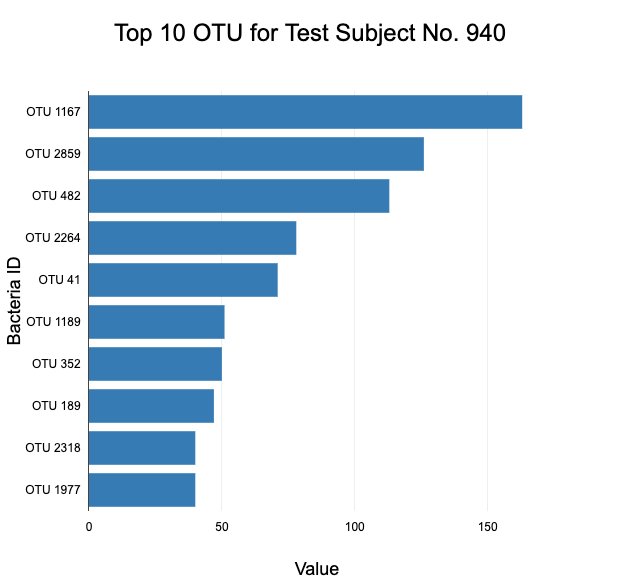 Top 10 OTU for Test Subject No. 940
Bacteria ID
OTU 1167
OTU 2859
OTU 482
OTU 2264
OTU 41
OTU 1189
OTU 352
OTU 189
OTU 2318
OTU 1977
0 50 100 150
Value